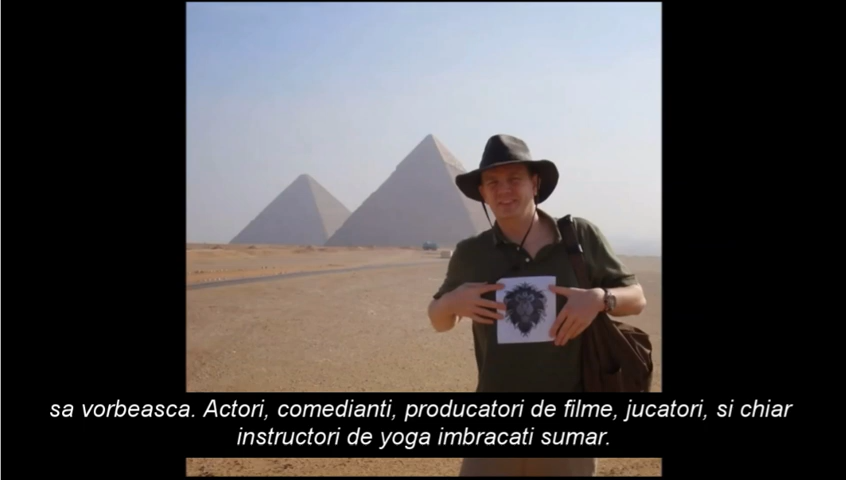 sa vorbeasca. Actori, comedianti, producatori de filme, jucatori, si chiar
instructori de yoga imbracati sumar.